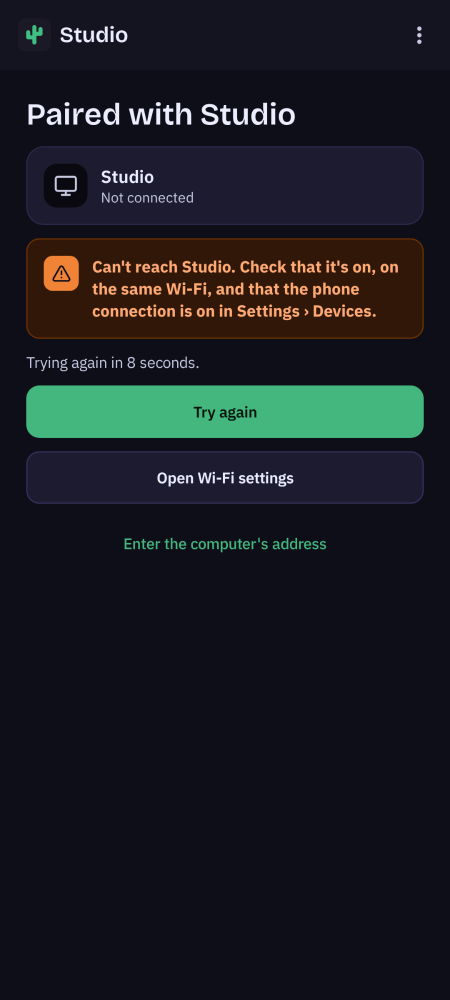 Studio
Paired with Studio
Studio
Not connected
Can't reach Studio. Check that it's on, on
the same Wi-Fi, and that the phone
connection is on in Settings › Devices.
Trying again in 8 seconds.
Try again
Open Wi-Fi settings
Enter the computer's address